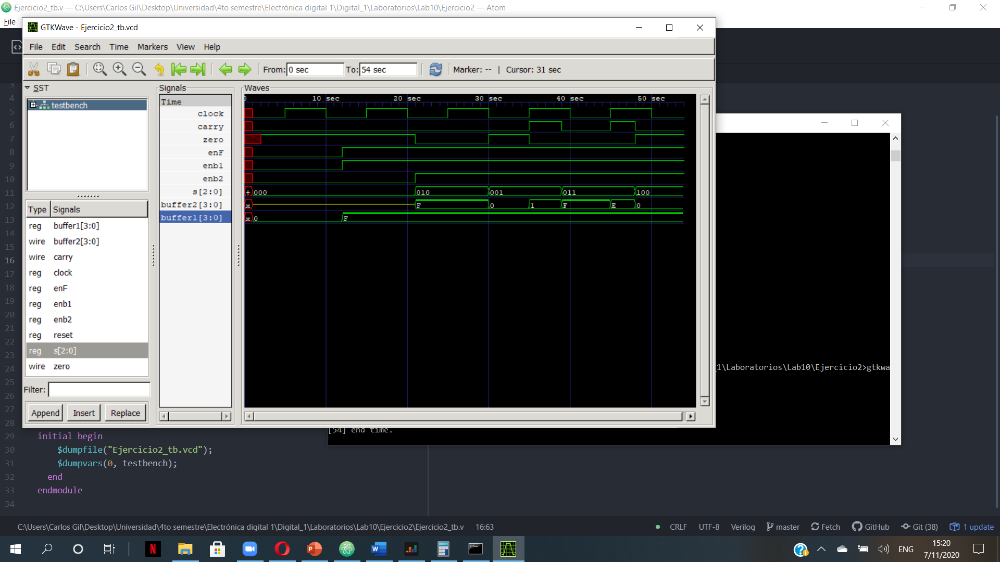 Ejercicio2_tb.v — C:\Users\Carlos Gil\Desktop\Universidad\4to semestre\Electrónica digital 1\Digital_1\Laboratorios\Lab10\Ejercicio2 — Atom
File
GTKWave - Ejercicio2_tb.vcd
File Edit Search Time Markers View Help
From: 0 sec To: 54 sec Marker: -- | Cursor: 31 sec
SST
testbench
Type Signals
reg buffer1[3:0]
wire buffer2[3:0]
wire carry
reg clock
reg enF
reg enb1
reg enb2
reg reset
reg s[2:0]
wire zero
Filter:
Append Insert Replace
Signals
Time
clock
carry
zero
enF
enb1
enb2
s[2:0]
buffer2[3:0]
buffer1[3:0]
Waves
0 10 sec 20 sec 30 sec 40 sec 50 sec
+ 000 010 001 011 100
x F 0 1 F E 0
x 0 F
_1\Laboratorios\Lab10\Ejercicio2>gtkwa
[54] end time.
3
4
5
6
7
8
9
10
11
12
13
14
15
16
17
18
19
20
21
22
23
24
25
26
27
28
29 initial begin
30 $dumpfile("Ejercicio2_tb.vcd");
31 $dumpvars(0, testbench);
32 end
33 endmodule
34
C:\Users\Carlos Gil\Desktop\Universidad\4to semestre\Electrónica digital 1\Digital_1\Laboratorios\Lab10\Ejercicio2\Ejercicio2_tb.v 16:63 CRLF UTF-8 Verilog master Fetch GitHub Git (38) 1 update
ENG
15:20
7/11/2020